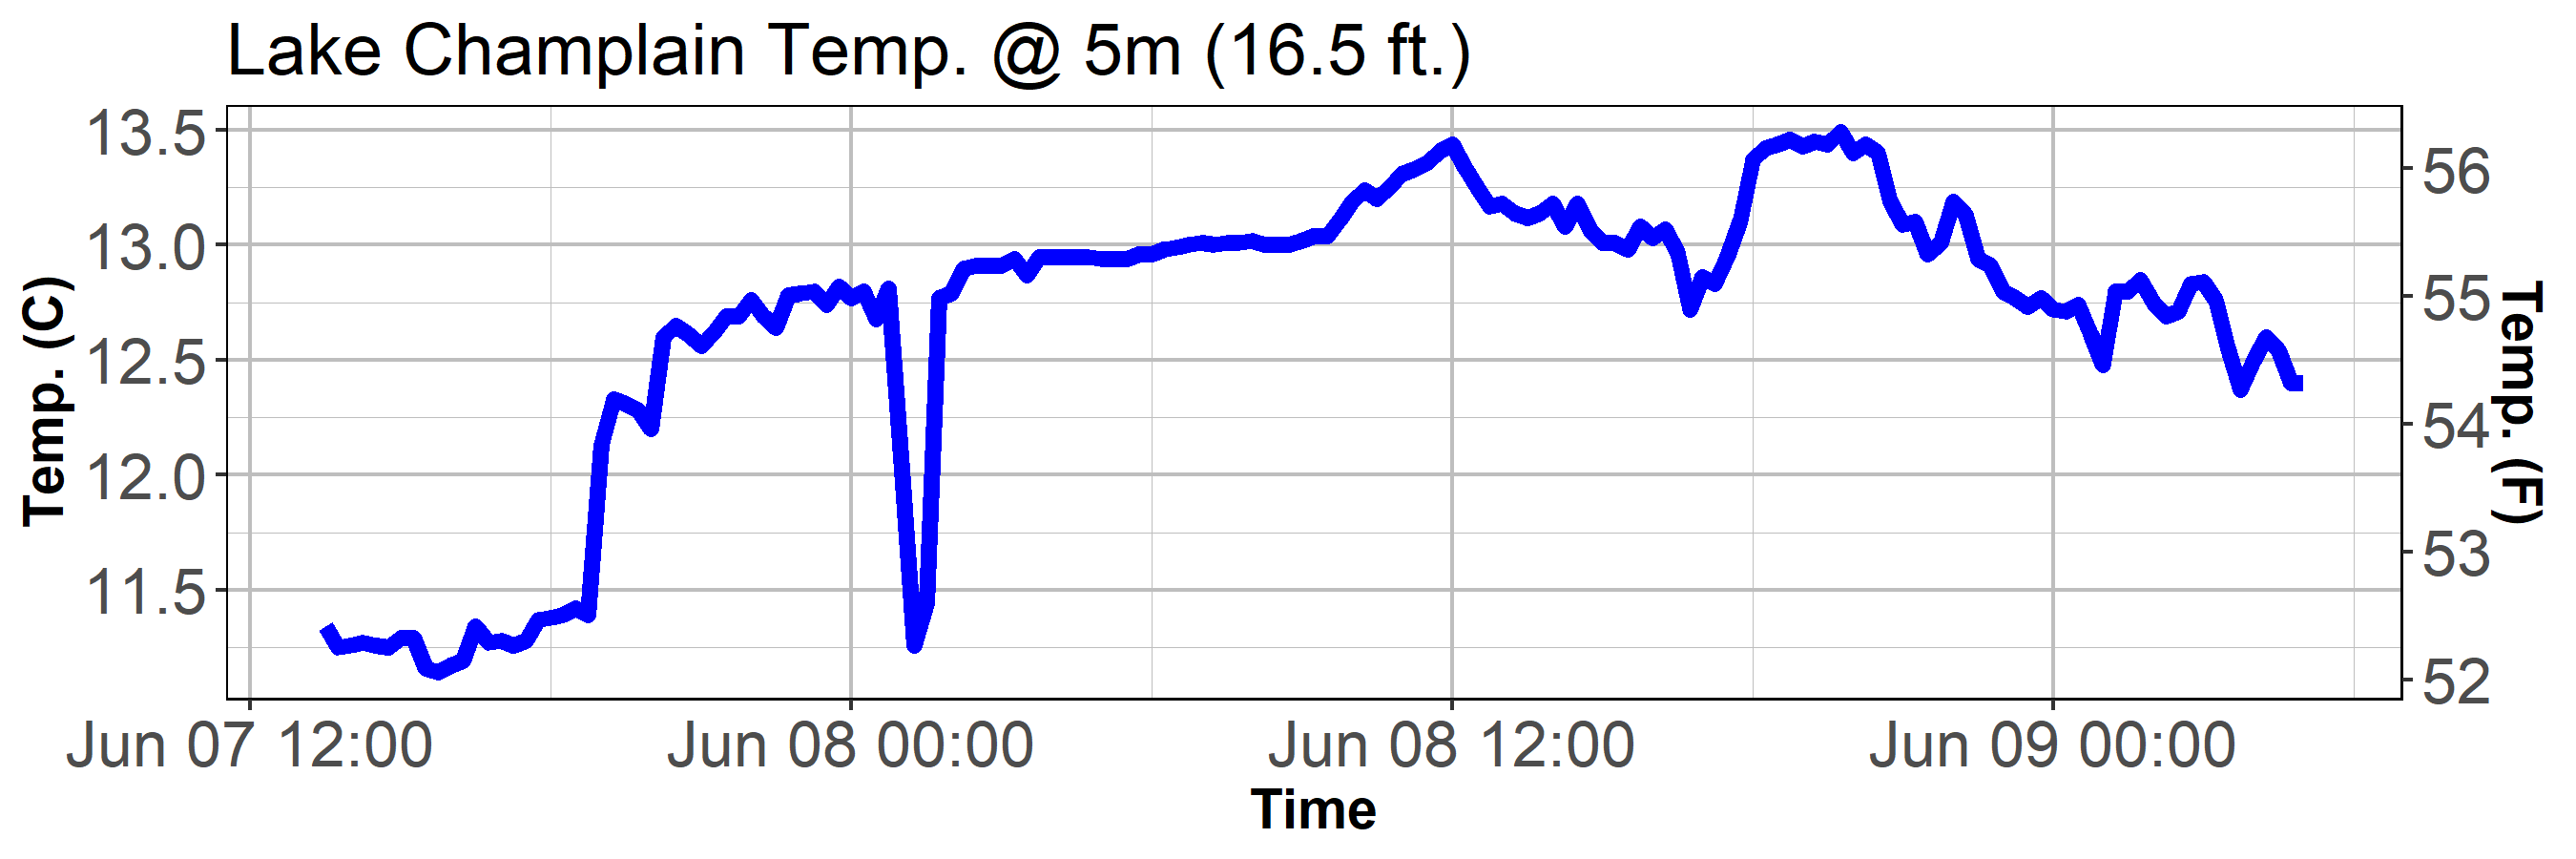 Lake Champlain Temp. @ 5m (16.5 ft.)
Temp. (C)
13.5
13.0
12.5
12.0
11.5
56
55
54
53
52
Temp. (F)
Jun 07 12:00 Jun 08 00:00 Jun 08 12:00 Jun 09 00:00
Time